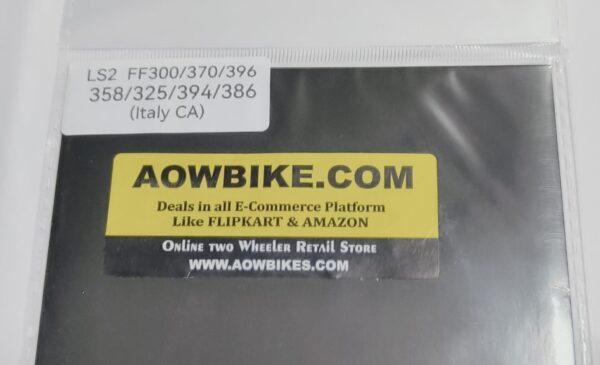 LS2 FF300/370/396
358/325/394/386
(Italy CA)
AOWBIKE.COM
Deals in all E-Commerce Platform
Like FLIPKART & AMAZON
Online two Wheeler Retail Store
WWW.AOWBIKES.COM